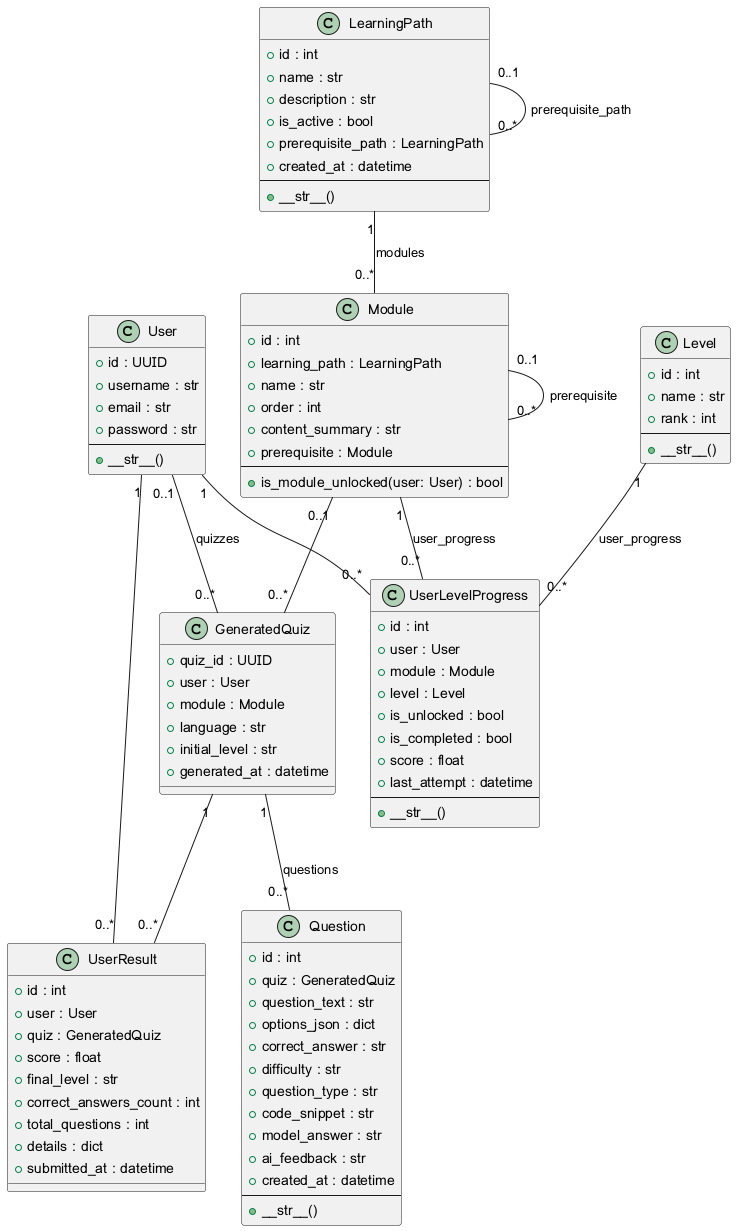 C LearningPath
id : int
name : str
description : str
is_active : bool
prerequisite_path : LearningPath
created_at : datetime
__str__()
0..1
prerequisite_path
0..*
1
modules
0..*
C User
id : UUID
username : str
email : str
password : str
__str__()
C Module
id : int
learning_path : LearningPath
name : str
order : int
content_summary : str
prerequisite : Module
is_module_unlocked(user: User) : bool
0..1
prerequisite
0..*
C Level
id : int
name : str
rank : int
__str__()
1
0..1
1
0..1
1
1
quizzes
user_progress
user_progress
0..*
0..*
0..*
0..*
0..*
C GeneratedQuiz
quiz_id : UUID
user : User
module : Module
language : str
initial_level : str
generated_at : datetime
C UserLevelProgress
id : int
user : User
module : Module
level : Level
is_unlocked : bool
is_completed : bool
score : float
last_attempt : datetime
__str__()
1
1
questions
0..*
0..*
0..*
C UserResult
id : int
user : User
quiz : GeneratedQuiz
score : float
final_level : str
correct_answers_count : int
total_questions : int
details : dict
submitted_at : datetime
C Question
id : int
quiz : GeneratedQuiz
question_text : str
options_json : dict
correct_answer : str
difficulty : str
question_type : str
code_snippet : str
model_answer : str
ai_feedback : str
created_at : datetime
__str__()